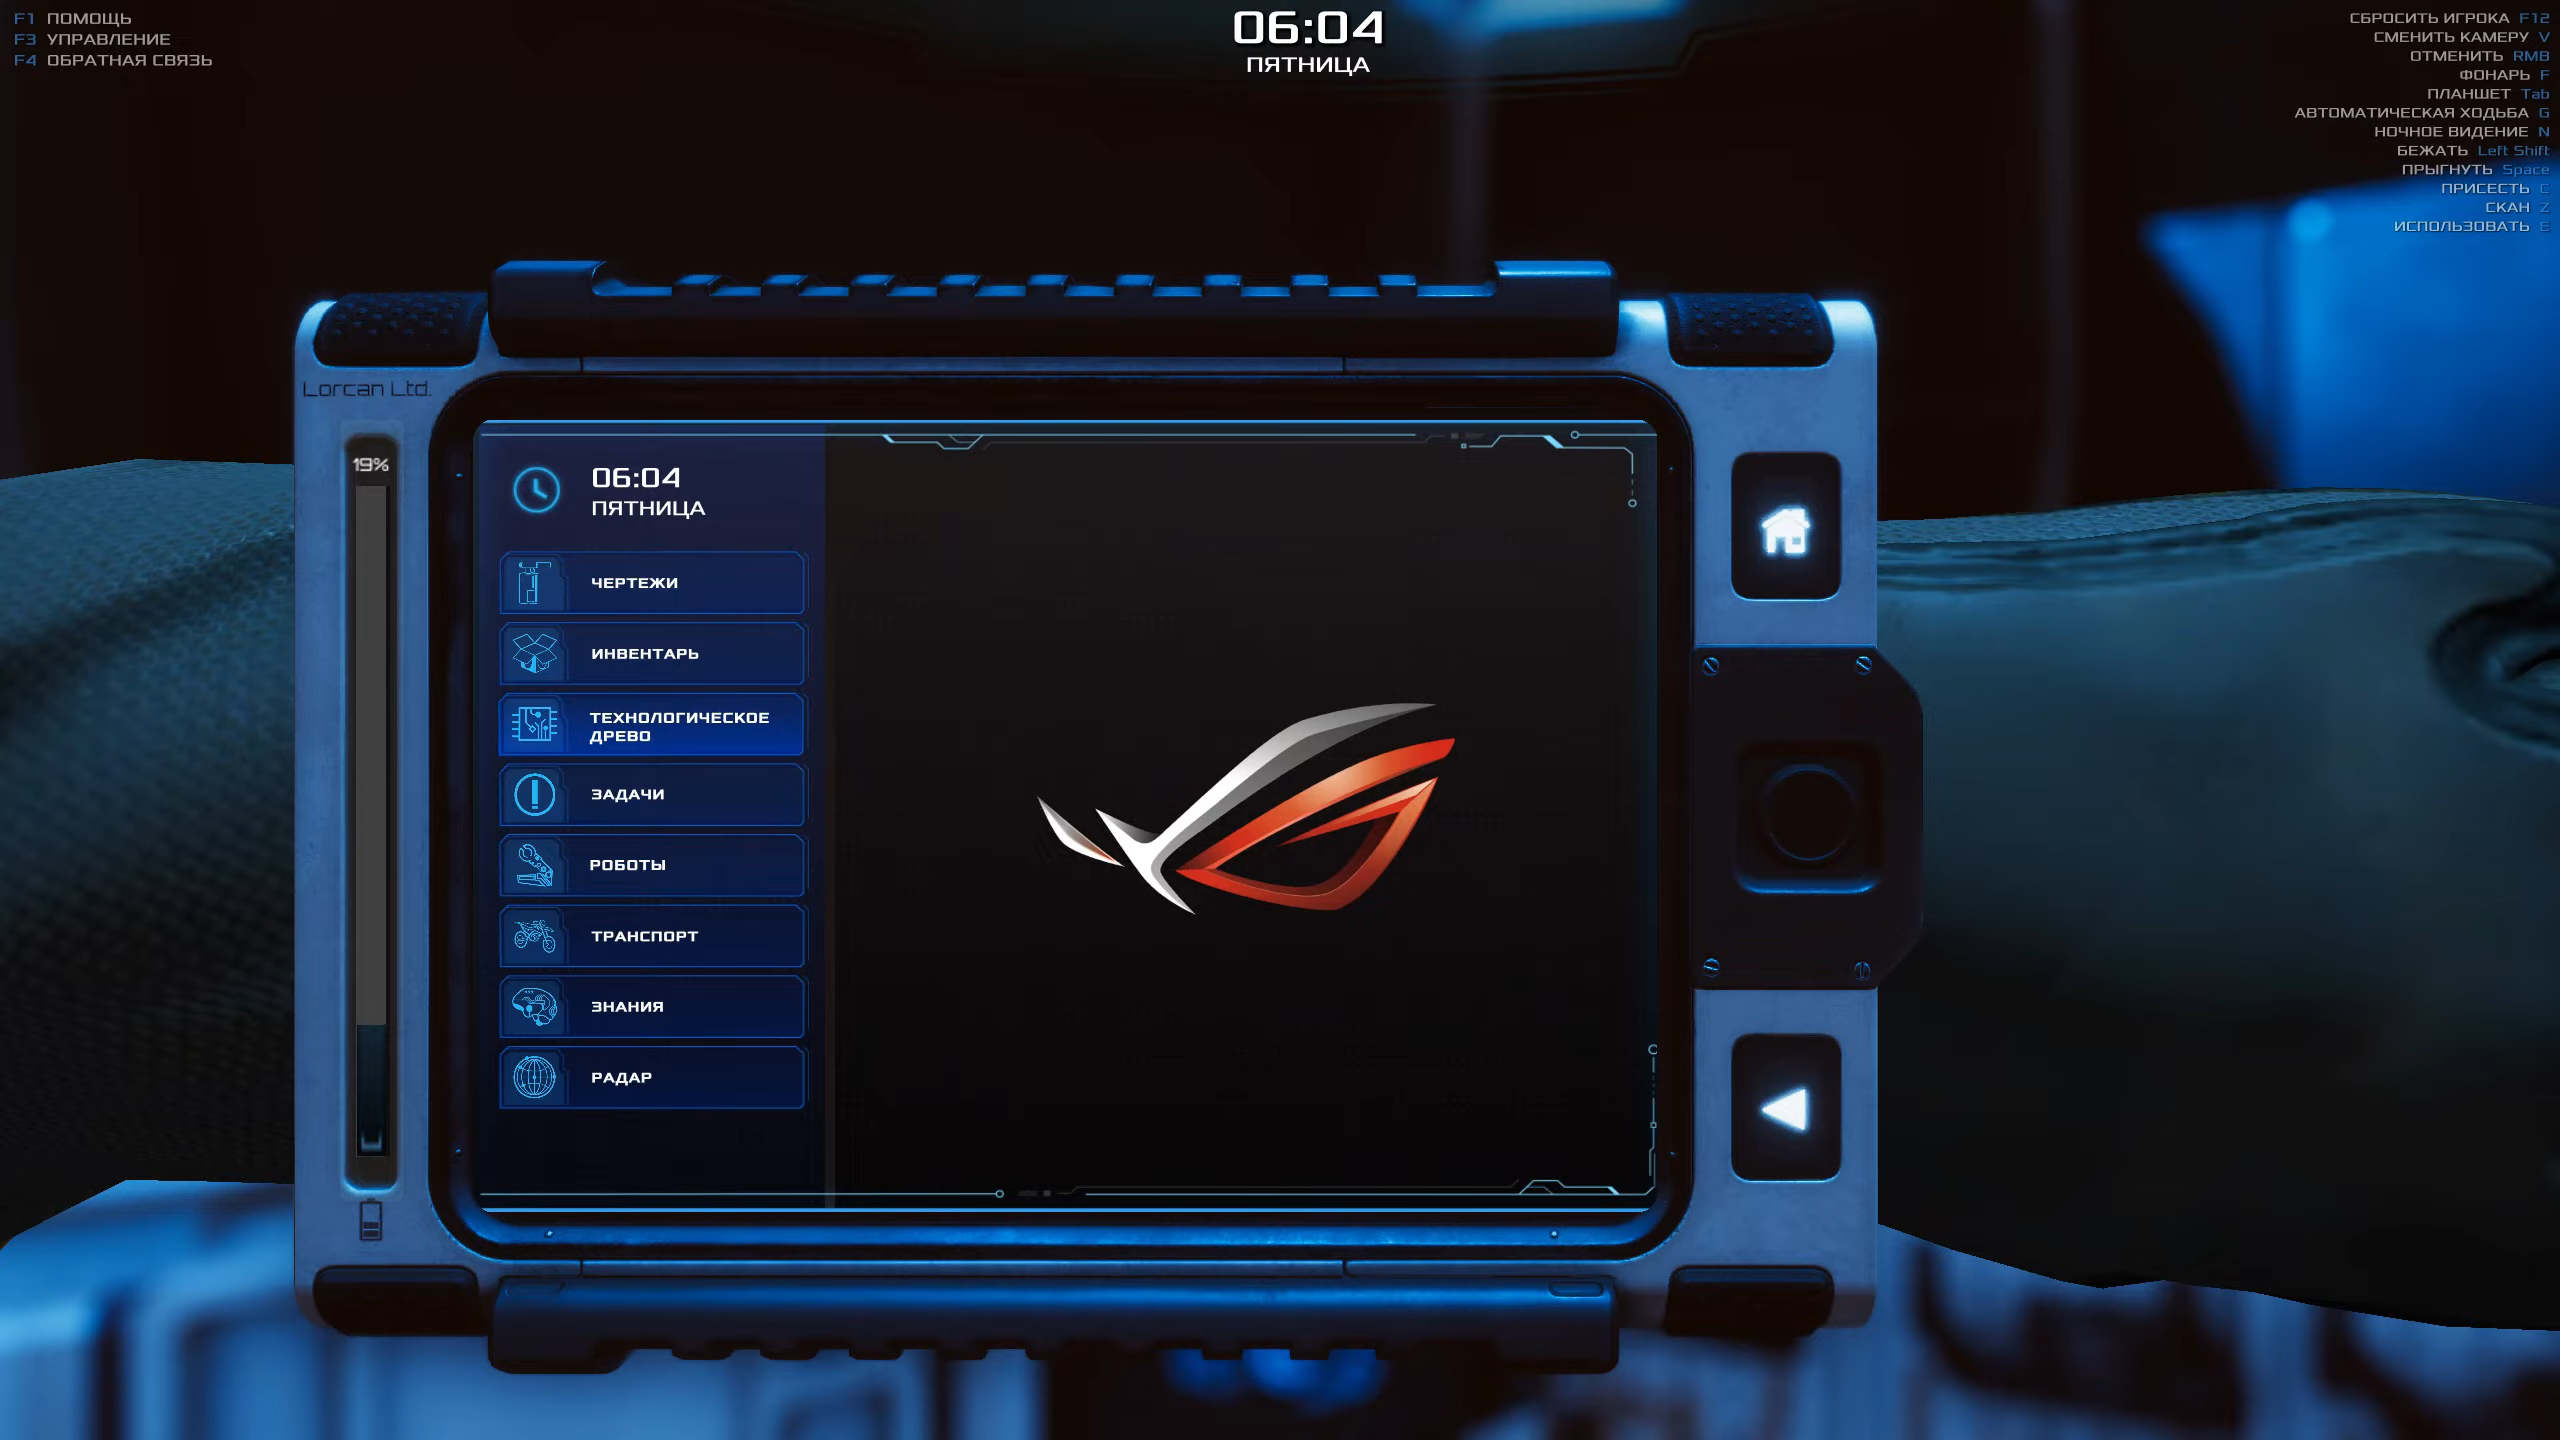 F1 ПОМОЩЬ
F3 УПРАВЛЕНИЕ
F4 ОБРАТНАЯ СВЯЗЬ
06:04
ПЯТНИЦА
СБРОСИТЬ ИГРОКА F12
СМЕНИТЬ КАМЕРУ V
ОТМЕНИТЬ RMB
ФОНАРЬ F
ПЛАНШЕТ Tab
АВТОМАТИЧЕСКАЯ ХОДЬБА G
НОЧНОЕ ВИДЕНИЕ N
БЕЖАТЬ Left Shift
ПРЫГНУТЬ Space
ПРИСЕСТЬ C
СКАН Z
ИСПОЛЬЗОВАТЬ E
Lorcan Ltd.
19%
06:04
ПЯТНИЦА
ЧЕРТЕЖИ
ИНВЕНТАРЬ
ТЕХНОЛОГИЧЕСКОЕ
ДРЕВО
ЗАДАЧИ
РОБОТЫ
ТРАНСПОРТ
ЗНАНИЯ
РАДАР